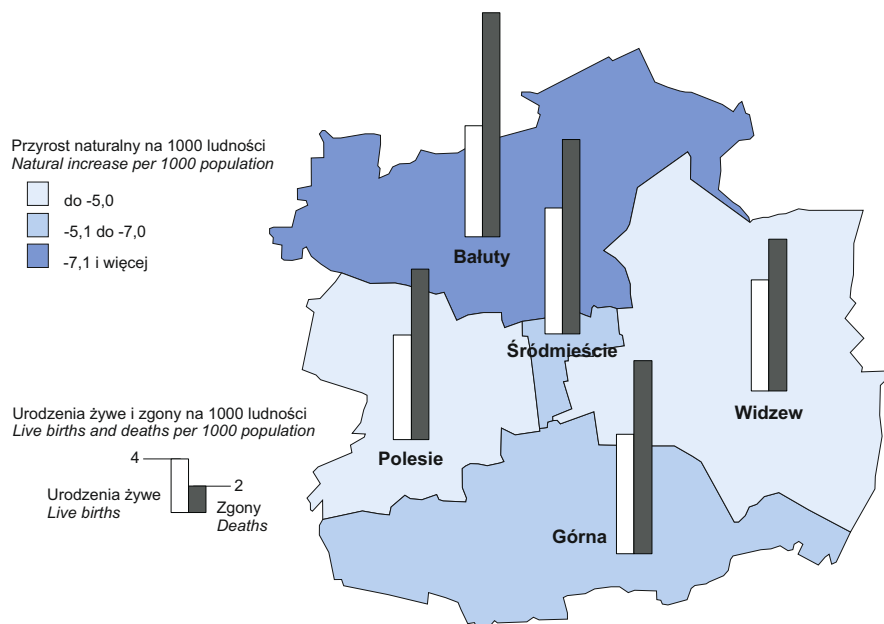 Przyrost naturalny na 1000 ludności
Natural increase per 1000 population
do -5,0
-5,1 do -7,0
-7,1 i więcej
Bałuty
Śródmieście
Widzew
Polesie
Górna
Urodzenia żywe i zgony na 1000 ludności
Live births and deaths per 1000 population
4
2
Urodzenia żywe
Live births
Zgony
Deaths